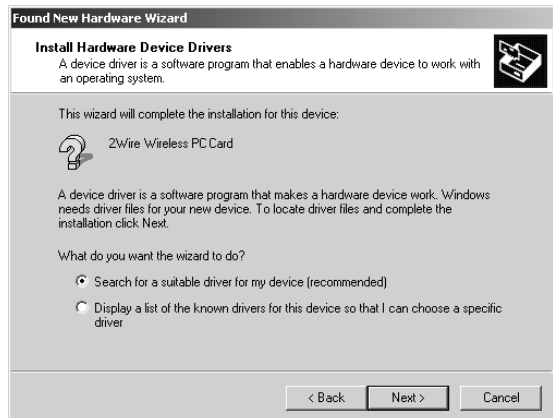 Found New Hardware Wizard
Install Hardware Device Drivers
A device driver is a software program that enables a hardware device to work with
an operating system.
This wizard will complete the installation for this device:
2Wire Wireless PC Card
A device driver is a software program that makes a hardware device work. Windows
needs driver files for your new device. To locate driver files and complete the
installation click Next.
What do you want the wizard to do?
Search for a suitable driver for my device (recommended)
Display a list of the known drivers for this device so that I can choose a specific
driver
< Back Next > Cancel